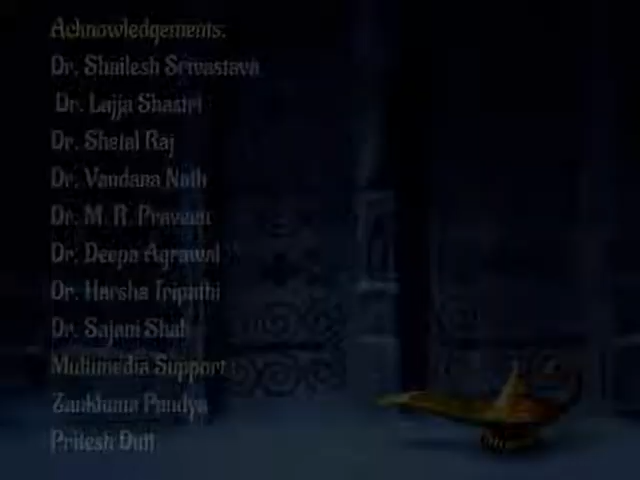 Acknowledgements:
Dr. Shailesh Srivastava
Dr. Lajja Shastri
Dr. Shetal Raj
Dr. Vandana Nath
Dr. M. R. Praveen
Dr. Deepa Agrawal
Dr. Harsha Tripathi
Dr. Sajani Shah
Multimedia Support :
Zankhana Pandya
Pritesh Dutt